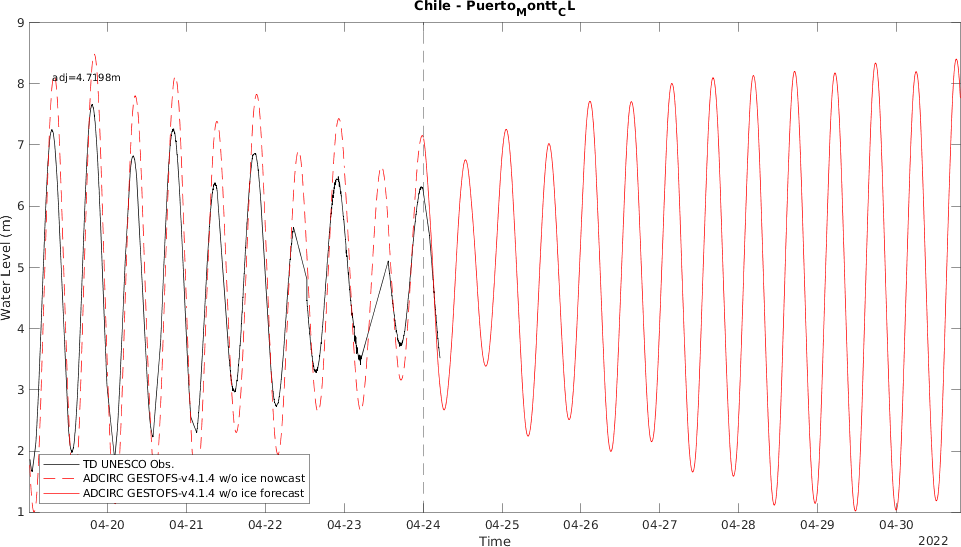 Chile - Puerto_Montt_CL
9
8
7
6
5
4
3
2
1
Water Level (m)
adj=4.7198m
TD UNESCO Obs.
ADCIRC GESTOFS-v4.1.4 w/o ice nowcast
ADCIRC GESTOFS-v4.1.4 w/o ice forecast
04-20 04-21 04-22 04-23 04-24 04-25 04-26 04-27 04-28 04-29 04-30
Time
2022